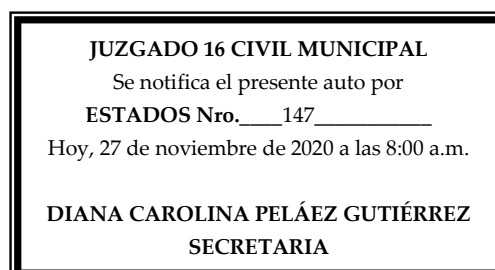 JUZGADO 16 CIVIL MUNICIPAL
Se notifica el presente auto por
ESTADOS Nro.____147___________
Hoy, 27 de noviembre de 2020 a las 8:00 a.m.
DIANA CAROLINA PELÁEZ GUTIÉRREZ
SECRETARIA